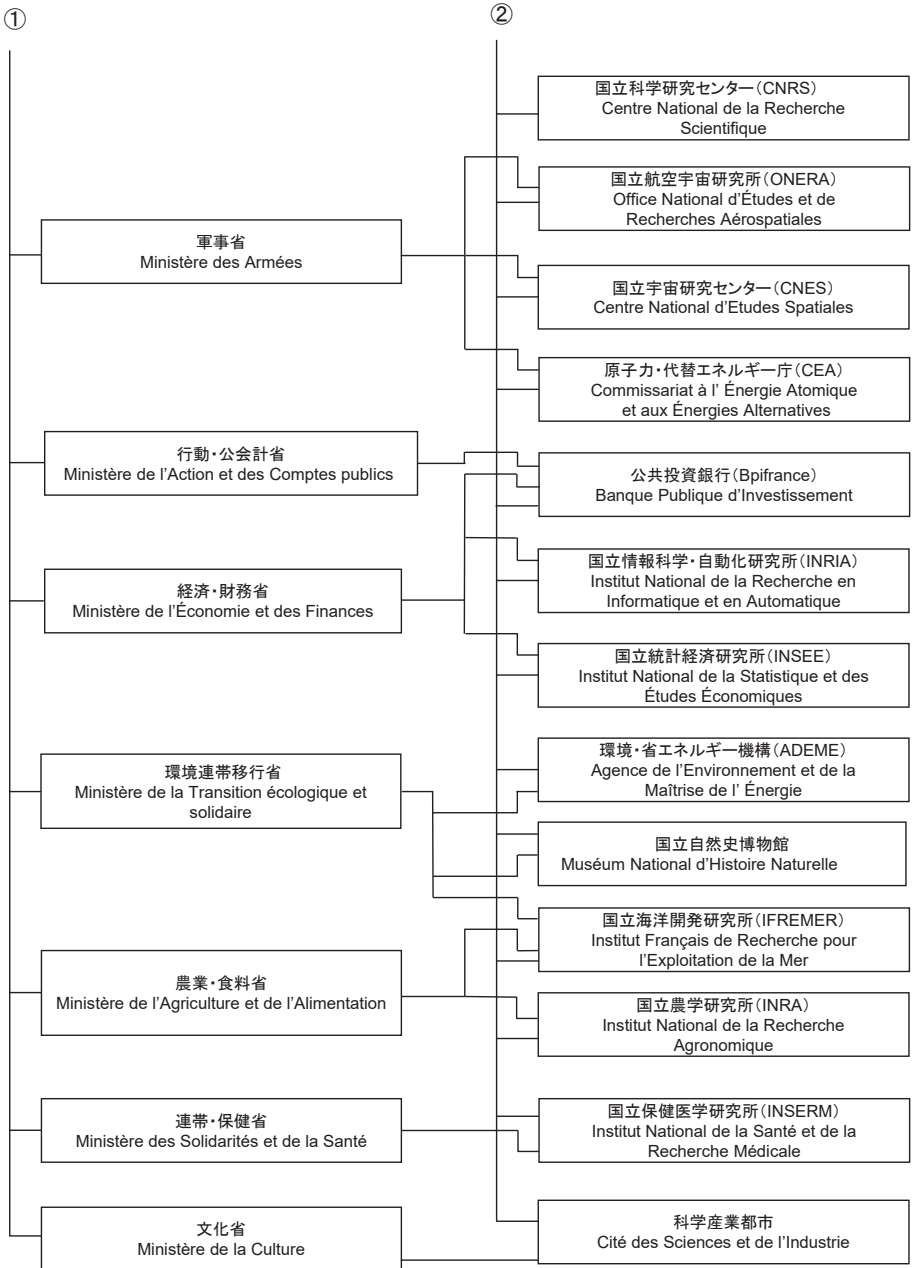 ①
②
国立科学研究センター（CNRS）
Centre National de la Recherche
Scientifique
国立航空宇宙研究所（ONERA）
Office National d’Études et de
Recherches Aérospatiales
軍事省
Ministère des Armées
国立宇宙研究センター（CNES）
Centre National d’Etudes Spatiales
原子力・代替エネルギー庁（CEA）
Commissariat à l’ Énergie Atomique
et aux Énergies Alternatives
行動・公会計省
Ministère de l’Action et des Comptes publics
公共投資銀行（Bpifrance）
Banque Publique d’Investissement
国立情報科学・自動化研究所（INRIA）
Institut National de la Recherche en
Informatique et en Automatique
経済・財務省
Ministère de l’Économie et des Finances
国立統計経済研究所（INSEE）
Institut National de la Statistique et des
Études Économiques
環境連帯移行省
Ministère de la Transition écologique et
solidaire
環境・省エネルギー機構（ADEME）
Agence de l’Environnement et de la
Maîtrise de l’ Énergie
国立自然史博物館
Muséum National d’Histoire Naturelle
国立海洋開発研究所（IFREMER）
Institut Français de Recherche pour
l’Exploitation de la Mer
農業・食料省
Ministère de l’Agriculture et de l’Alimentation
国立農学研究所（INRA）
Institut National de la Recherche
Agronomique
連帯・保健省
Ministère des Solidarités et de la Santé
国立保健医学研究所（INSERM）
Institut National de la Santé et de la
Recherche Médicale
文化省
Ministère de la Culture
科学産業都市
Cité des Sciences et de l’Industrie